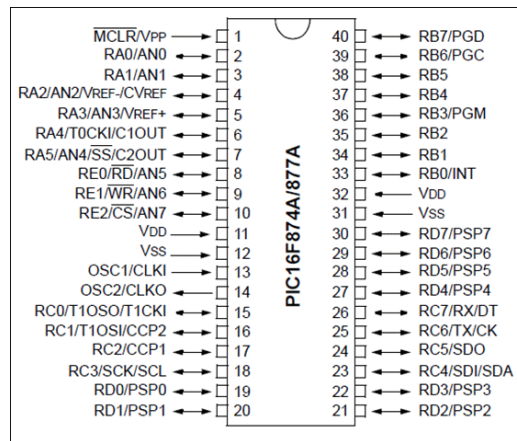 MCLR/VPP 1 40 RB7/PGD
RA0/AN0 2 39 RB6/PGC
RA1/AN1 3 38 RB5
RA2/AN2/VREF-/CVREF 4 37 RB4
RA3/AN3/VREF+ 5 36 RB3/PGM
RA4/T0CKI/C1OUT 6 35 RB2
RA5/AN4/SS/C2OUT 7 34 RB1
RE0/RD/AN5 8 33 RB0/INT
RE1/WR/AN6 9 32 VDD
RE2/CS/AN7 10 31 VSS
VDD 11 30 RD7/PSP7
VSS 12 29 RD6/PSP6
OSC1/CLKI 13 28 RD5/PSP5
OSC2/CLKO 14 27 RD4/PSP4
RC0/T1OSO/T1CKI 15 26 RC7/RX/DT
RC1/T1OSI/CCP2 16 25 RC6/TX/CK
RC2/CCP1 17 24 RC5/SDO
RC3/SCK/SCL 18 23 RC4/SDI/SDA
RD0/PSP0 19 22 RD3/PSP3
RD1/PSP1 20 21 RD2/PSP2
PIC16F874A/877A